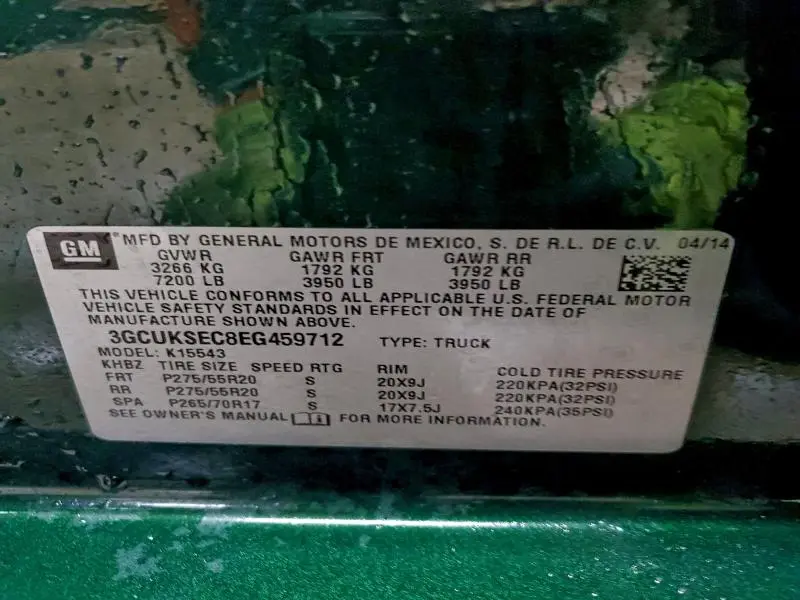 GM ® MFD BY GENERAL MOTORS DE MEXICO, S. DE R.L. DE C.V. 04/14
GVWR GAWR FRT GAWR RR
3266 KG 1792 KG 1792 KG
7200 LB 3950 LB 3950 LB
THIS VEHICLE CONFORMS TO ALL APPLICABLE U.S. FEDERAL MOTOR
VEHICLE SAFETY STANDARDS IN EFFECT ON THE DATE OF
MANUFACTURE SHOWN ABOVE.
3GCUKSEC8EG459712 TYPE: TRUCK
MODEL: K15543
KHBZ TIRE SIZE SPEED RTG RIM COLD TIRE PRESSURE
FRT P275/55R20 S 20X9J 220KPA(32PSI)
RR P275/55R20 S 20X9J 220KPA(32PSI)
SPA P265/70R17 S 17X7.5J 240KPA(35PSI)
SEE OWNER'S MANUAL FOR MORE INFORMATION.